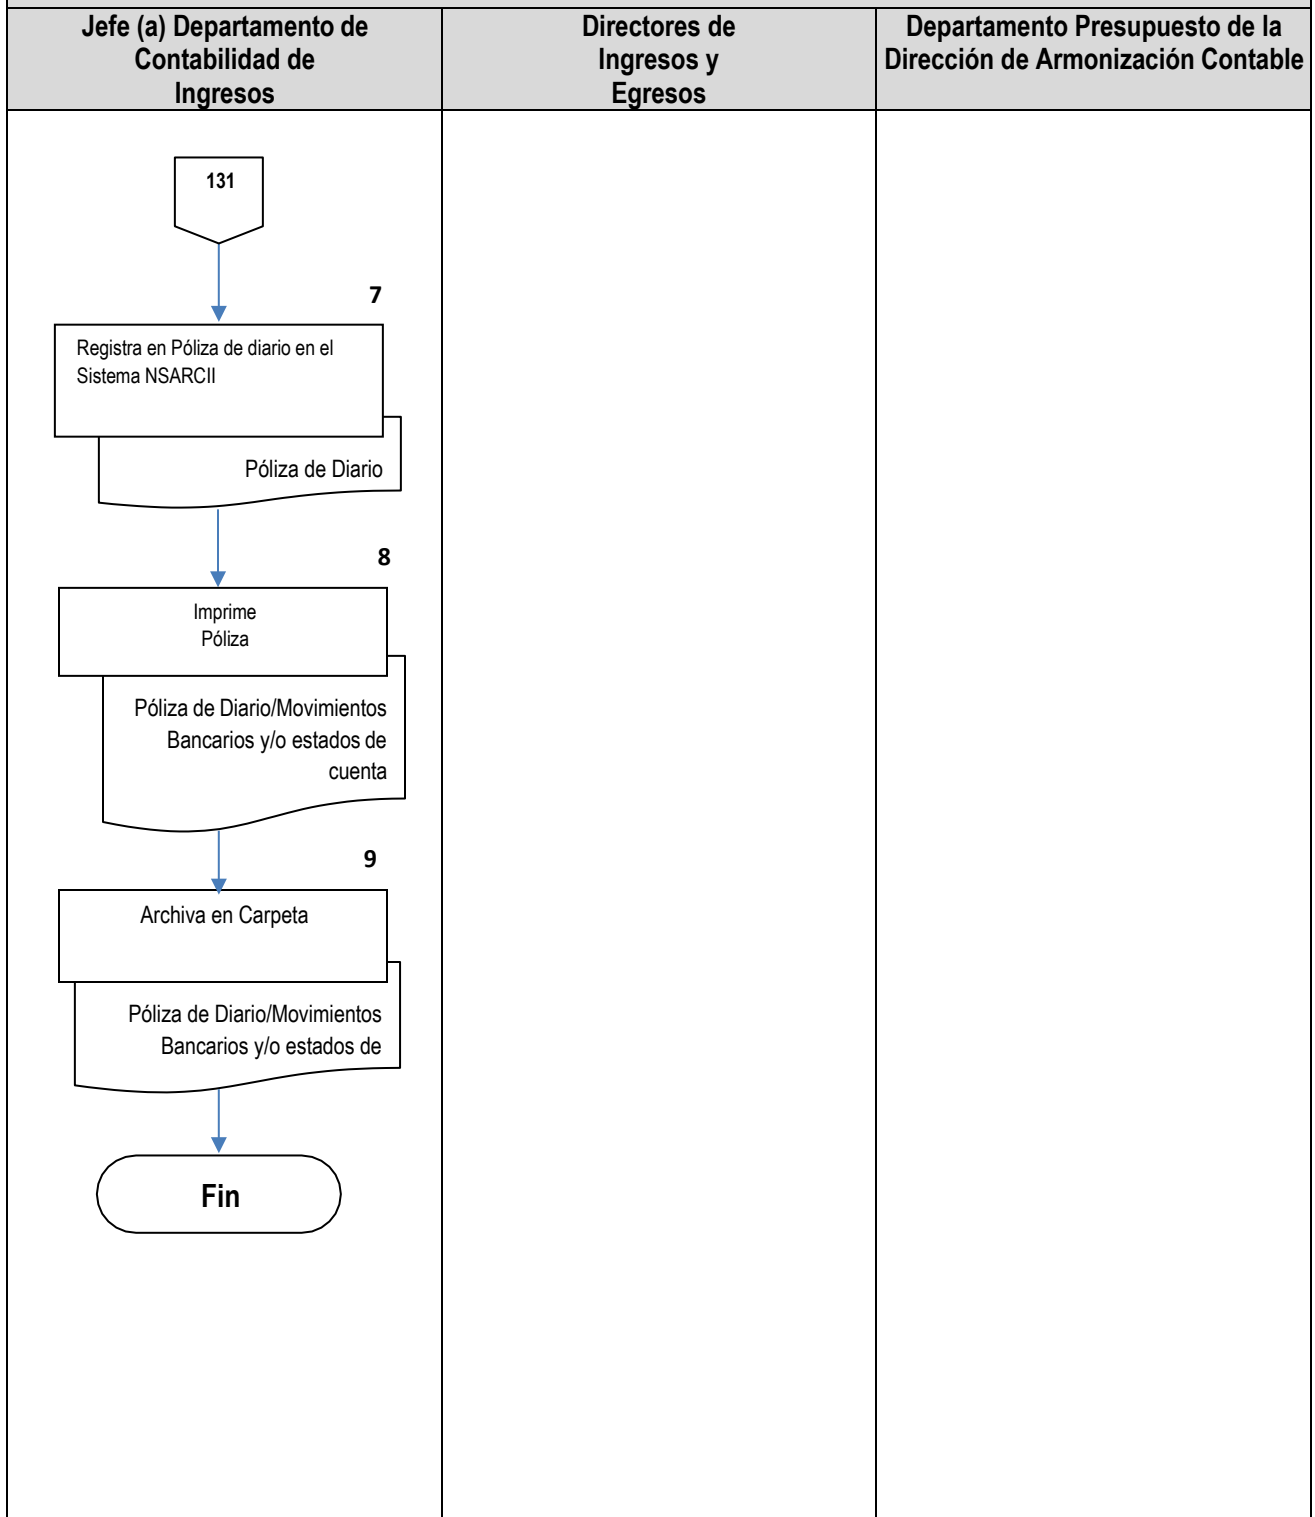 Jefe (a) Departamento de
Contabilidad de
Ingresos
Directores de
Ingresos y
Egresos
Departamento Presupuesto de la
Dirección de Armonización Contable
131
7
Registra en Póliza de diario en el
Sistema NSARCII
Póliza de Diario
8
Imprime
Póliza
Póliza de Diario/Movimientos
Bancarios y/o estados de
cuenta
9
Archiva en Carpeta
Póliza de Diario/Movimientos
Bancarios y/o estados de
Fin